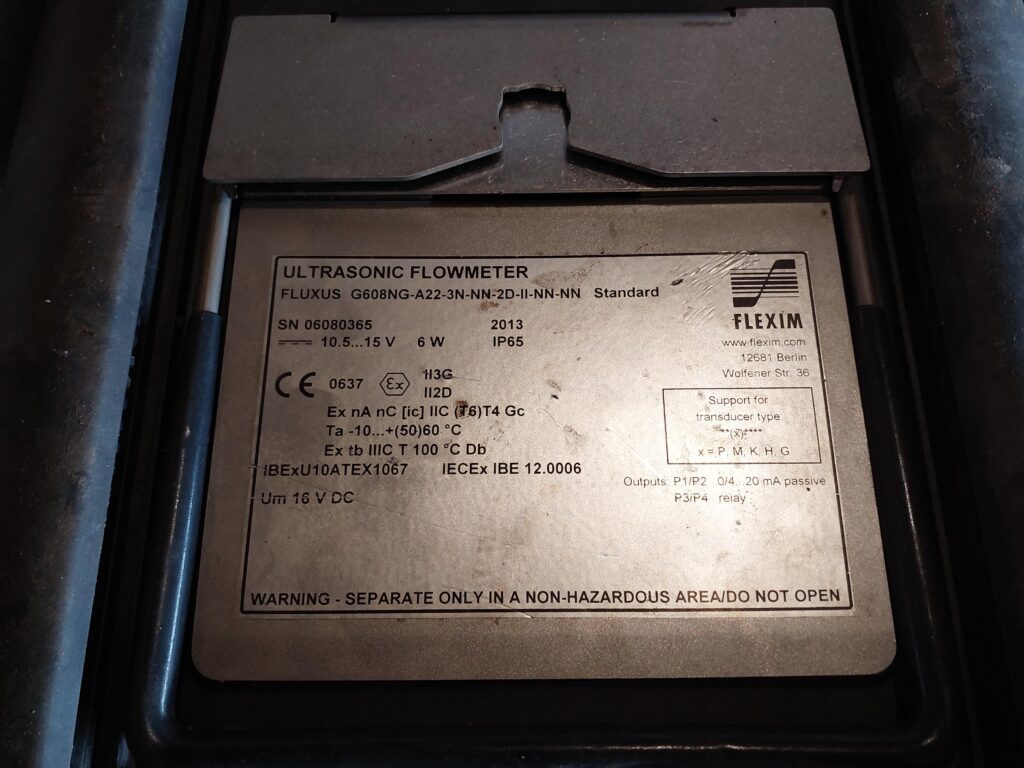 ULTRASONIC FLOWMETER
FLUXUS G608NG-A22-3N-NN-2D-II-NN-NN Standard
FLEXIM
SN 06080365 2013
10.5...15 V 6 W IP65
www.flexim.com
12681 Berlin
Wolfener Str. 36
CE 0637 Ex II3G
II2D
Ex nA nC [ic] IIC (T6)T4 Gc
Ta -10...+(50)60 °C
Ex tb IIIC T 100 °C Db
IBExU10ATEX1067 IECEx IBE 12.0006
Um 16 V DC
Support for
transducer type
**(x)****
x = P, M, K, H, G
Outputs: P1/P2 0/4...20 mA passive
P3/P4 relay
WARNING - SEPARATE ONLY IN A NON-HAZARDOUS AREA/DO NOT OPEN